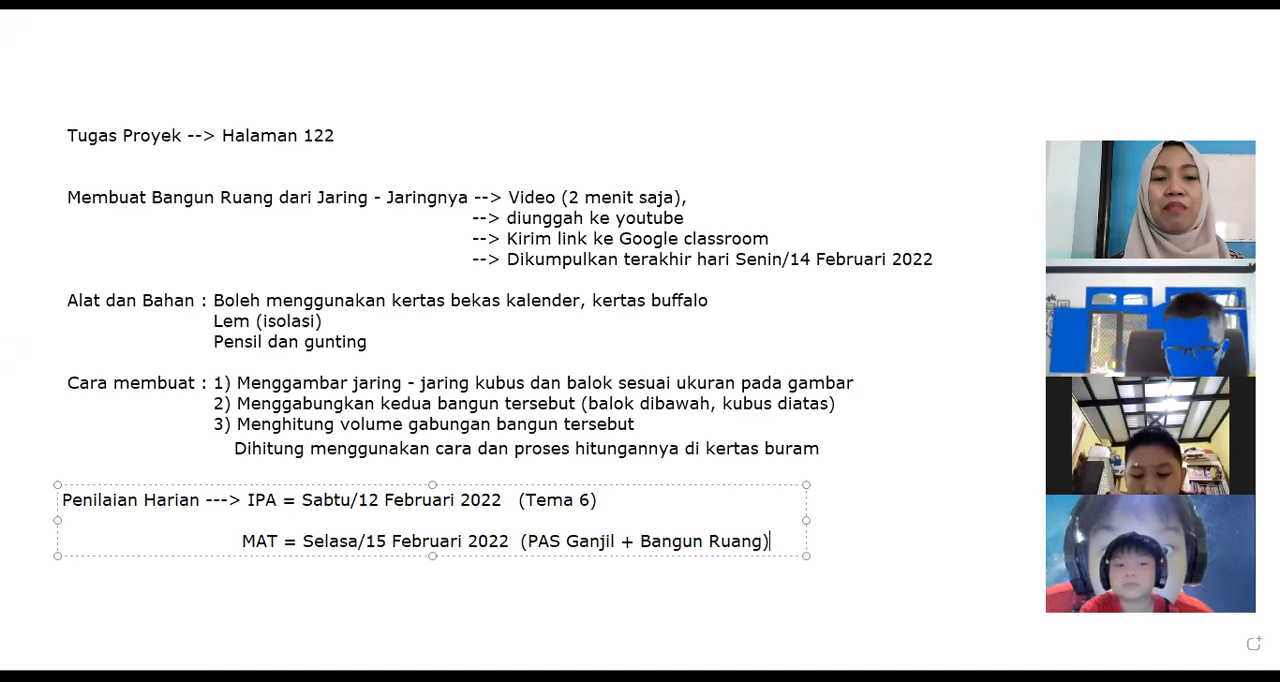 Tugas Proyek --> Halaman 122
Membuat Bangun Ruang dari Jaring - Jaringnya --> Video (2 menit saja),
--> diunggah ke youtube
--> Kirim link ke Google classroom
--> Dikumpulkan terakhir hari Senin/14 Februari 2022
Alat dan Bahan : Boleh menggunakan kertas bekas kalender, kertas buffalo
Lem (isolasi)
Pensil dan gunting
Cara membuat : 1) Menggambar jaring - jaring kubus dan balok sesuai ukuran pada gambar
2) Menggabungkan kedua bangun tersebut (balok dibawah, kubus diatas)
3) Menghitung volume gabungan bangun tersebut
Dihitung menggunakan cara dan proses hitungannya di kertas buram
Penilaian Harian ---> IPA = Sabtu/12 Februari 2022 (Tema 6)
MAT = Selasa/15 Februari 2022 (PAS Ganjil + Bangun Ruang)